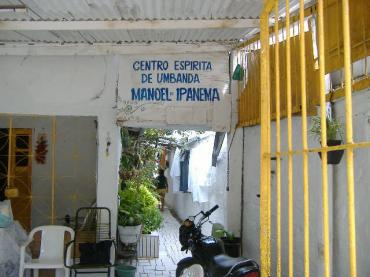 CENTRO ESPIRITA
DE UMBANDA
MANOEL IPANEMA